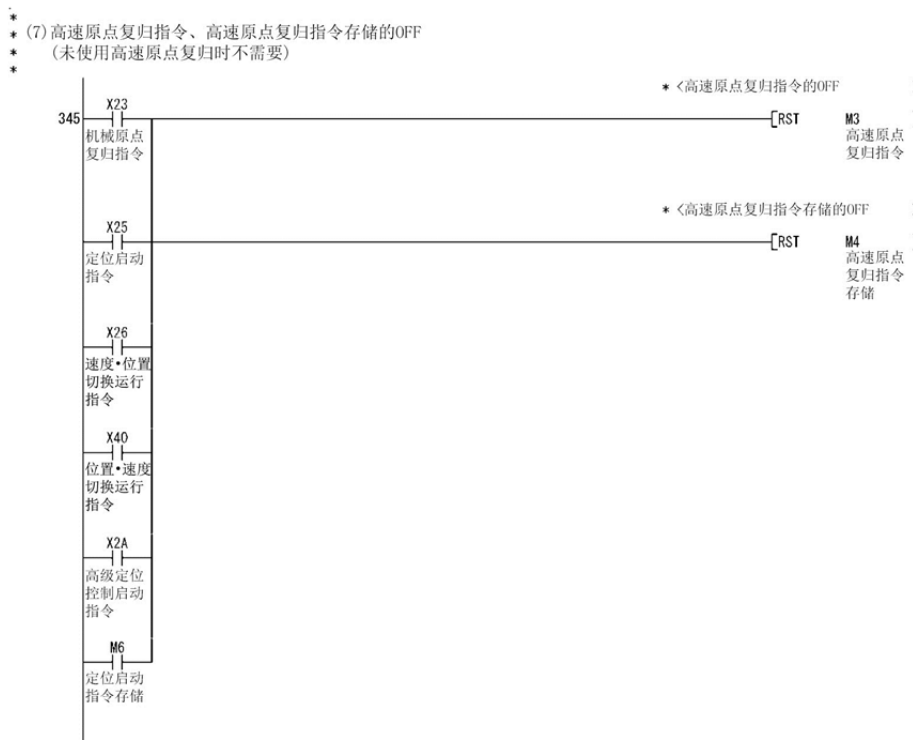 *
* (7)高速原点复归指令、高速原点复归指令存储的OFF
* (未使用高速原点复归时不需要)
*
* <高速原点复归指令的OFF
X23
345
[RST M3
机械原点
复归指令
高速原点
复归指令
* <高速原点复归指令存储的OFF
X25
[RST M4
定位启动
指令
高速原点
复归指令
存储
X26
速度•位置
切换运行
指令
X40
位置•速度
切换运行
指令
X2A
高级定位
控制启动
指令
M6
定位启动
指令存储